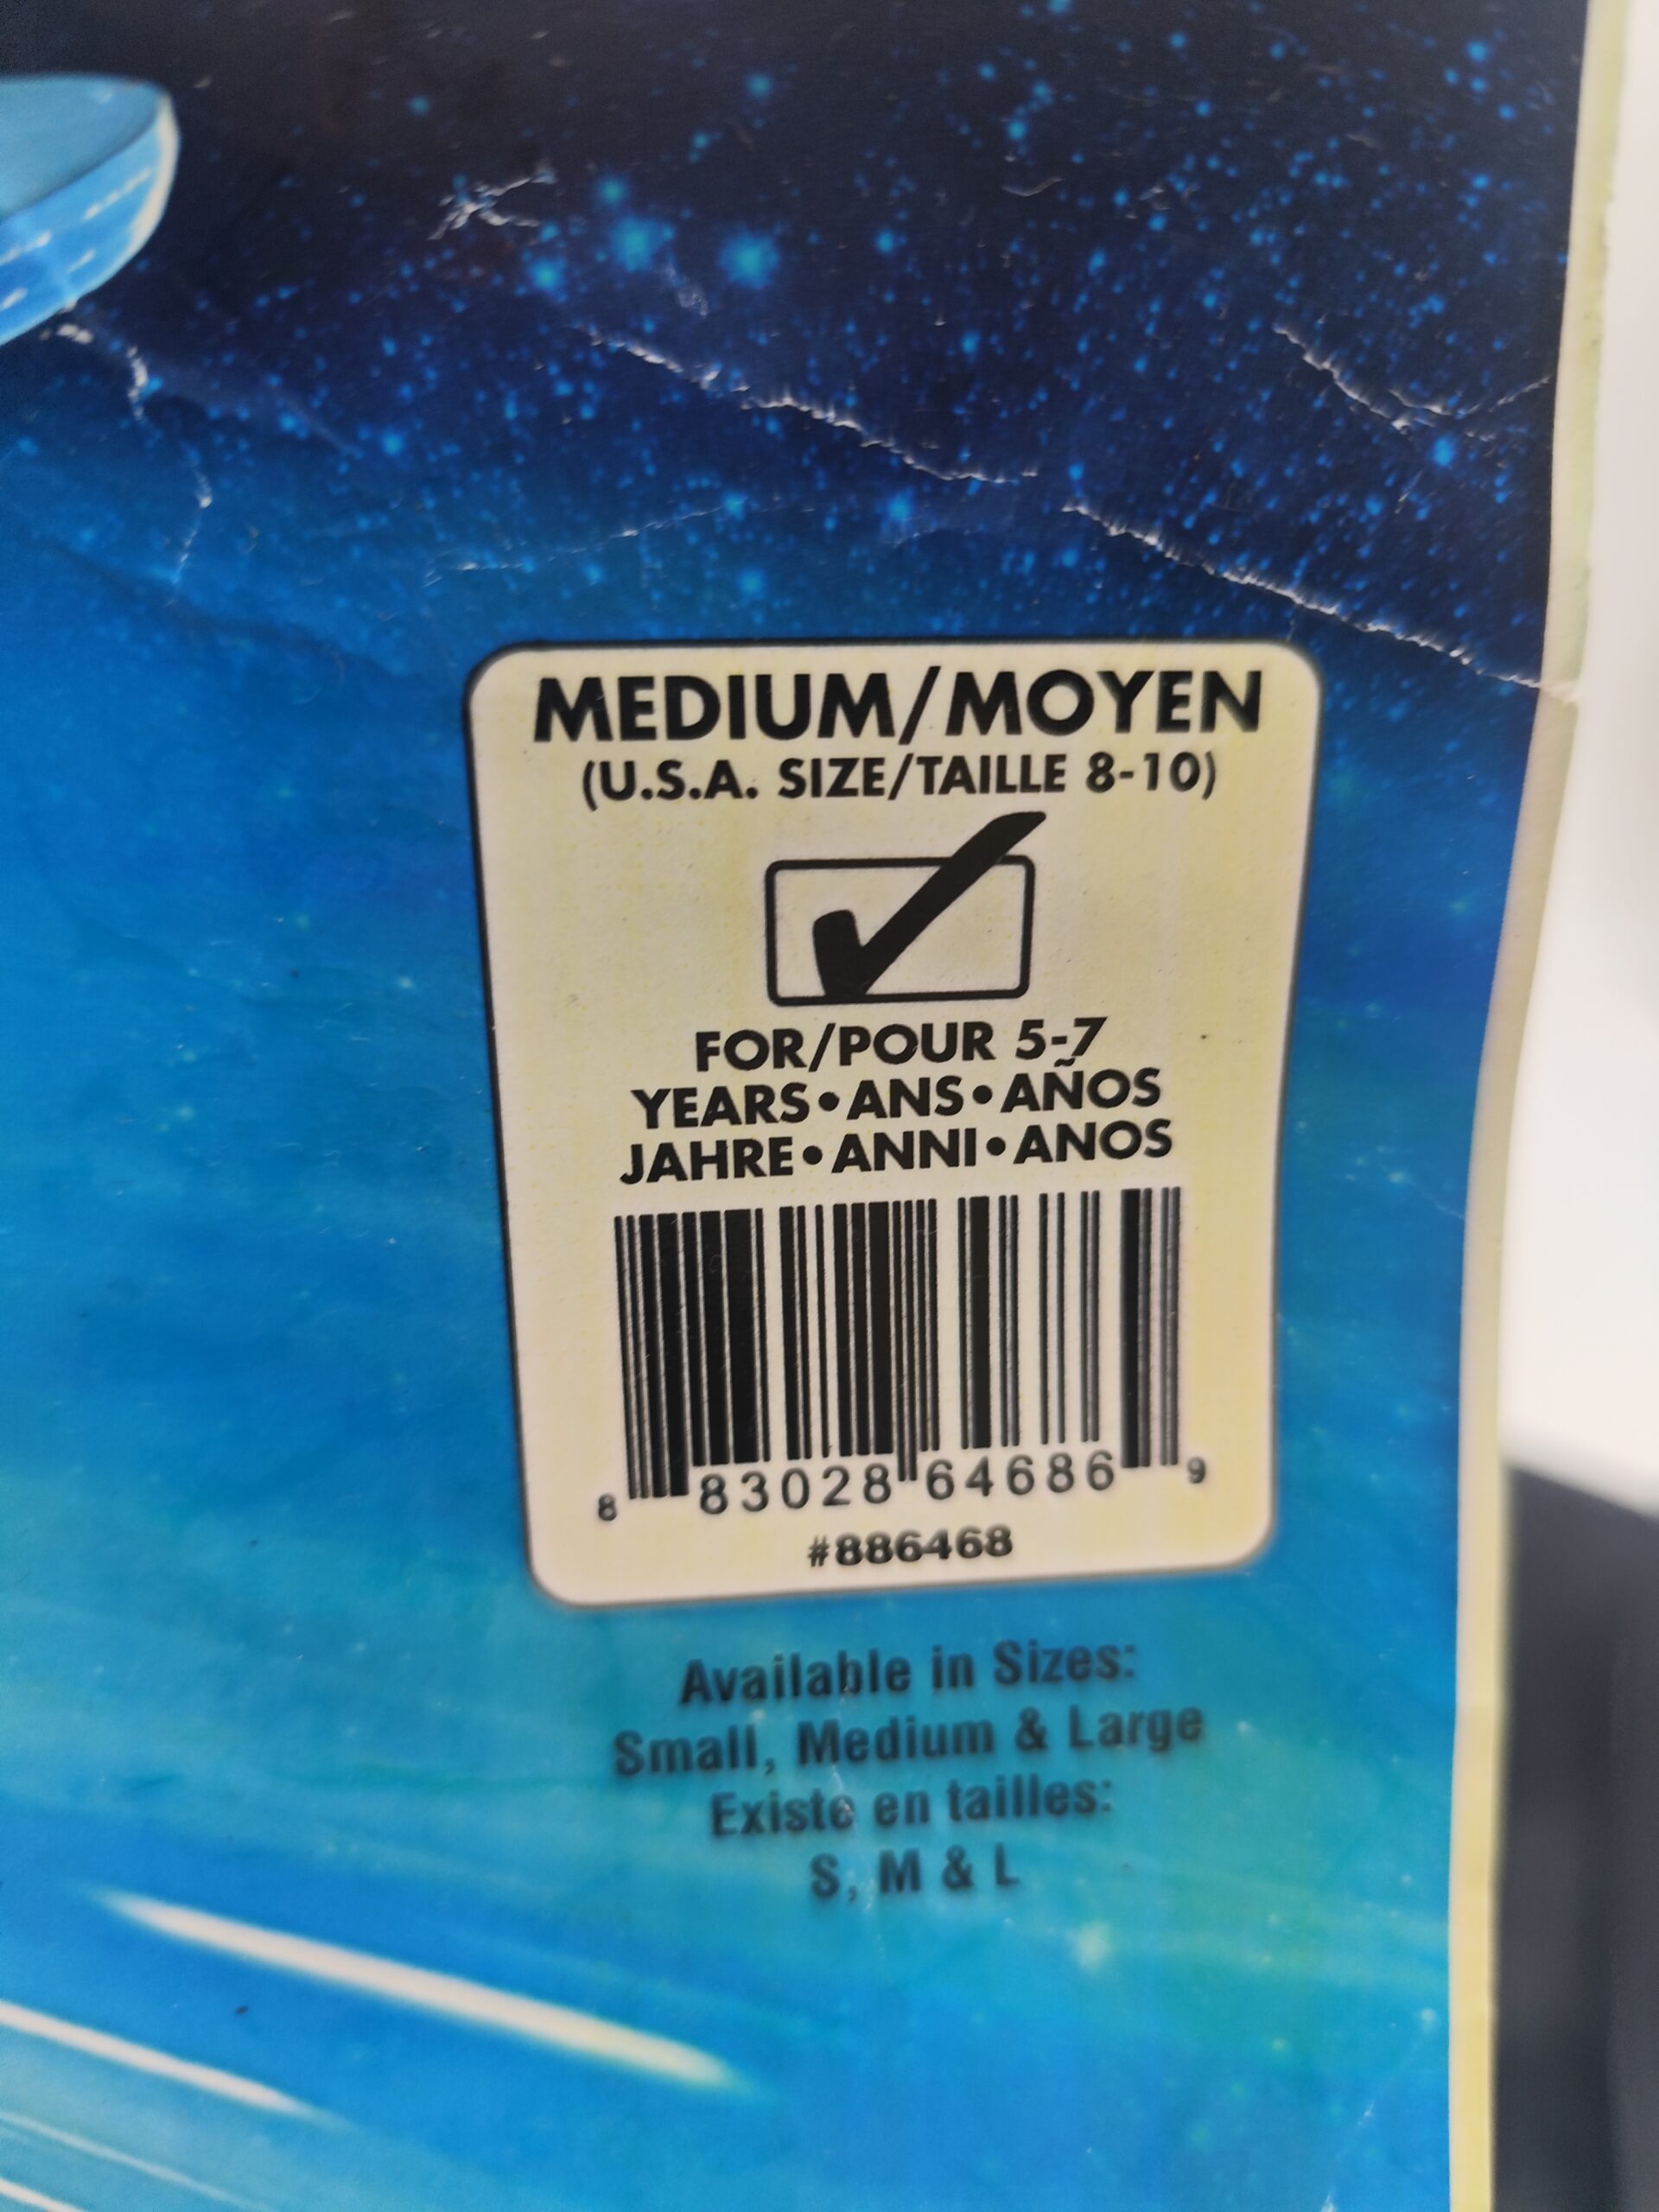 MEDIUM/MOYEN
(U.S.A. SIZE/TAILLE 8-10)
FOR/POUR 5-7
YEARS•ANS•AÑOS
JAHRE•ANNI•ANOS
8 83028 64686 9
#886468
Available in Sizes:
Small, Medium & Large
Existe en tailles:
S, M & L